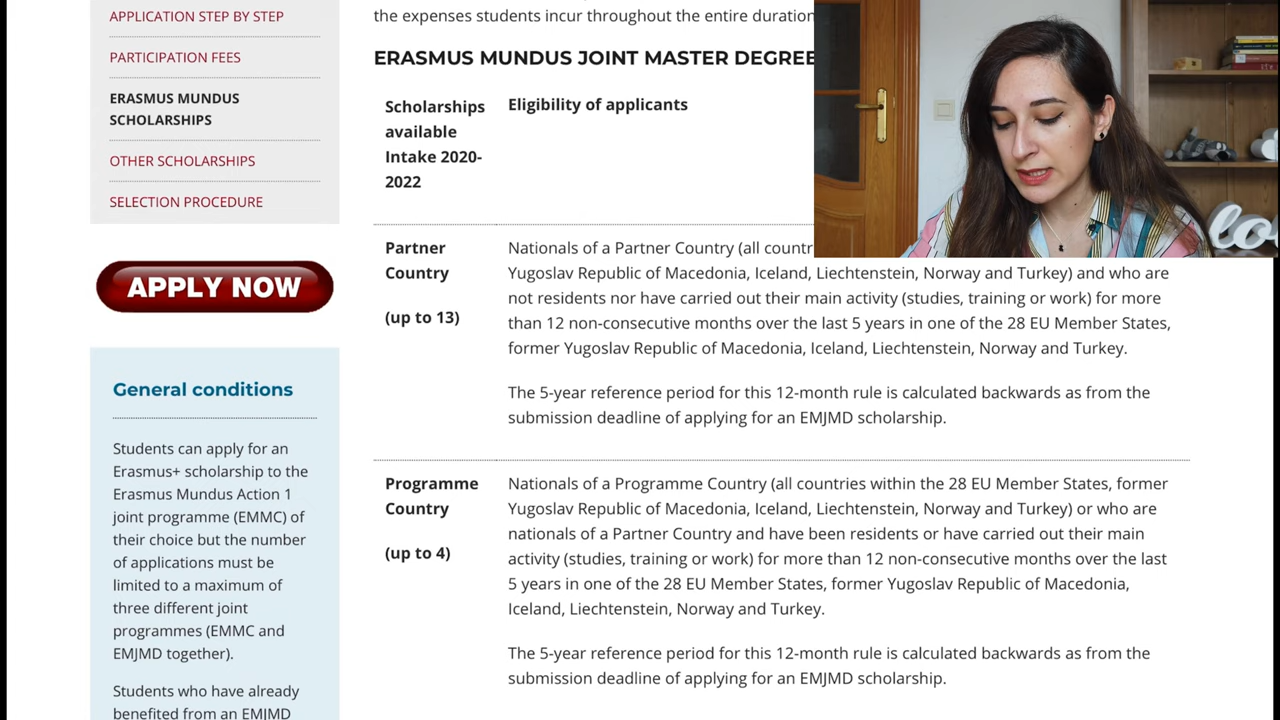 APPLICATION STEP BY STEP
PARTICIPATION FEES
ERASMUS MUNDUS
SCHOLARSHIPS
OTHER SCHOLARSHIPS
SELECTION PROCEDURE
APPLY NOW
General conditions
Students can apply for an
Erasmus+ scholarship to the
Erasmus Mundus Action 1
joint programme (EMMC) of
their choice but the number
of applications must be
limited to a maximum of
three different joint
programmes (EMMC and
EMJMD together).
Students who have already
benefited from an EMJMD
the expenses students incur throughout the entire duration
ERASMUS MUNDUS JOINT MASTER DEGREE
Scholarships
available
Intake 2020-
2022
Eligibility of applicants
Partner
Country
(up to 13)
Nationals of a Partner Country (all countr
Yugoslav Republic of Macedonia, Iceland, Liechtenstein, Norway and Turkey) and who are
not residents nor have carried out their main activity (studies, training or work) for more
than 12 non-consecutive months over the last 5 years in one of the 28 EU Member States,
former Yugoslav Republic of Macedonia, Iceland, Liechtenstein, Norway and Turkey.
The 5-year reference period for this 12-month rule is calculated backwards as from the
submission deadline of applying for an EMJMD scholarship.
Programme
Country
(up to 4)
Nationals of a Programme Country (all countries within the 28 EU Member States, former
Yugoslav Republic of Macedonia, Iceland, Liechtenstein, Norway and Turkey) or who are
nationals of a Partner Country and have been residents or have carried out their main
activity (studies, training or work) for more than 12 non-consecutive months over the last
5 years in one of the 28 EU Member States, former Yugoslav Republic of Macedonia,
Iceland, Liechtenstein, Norway and Turkey.
The 5-year reference period for this 12-month rule is calculated backwards as from the
submission deadline of applying for an EMJMD scholarship.
lo